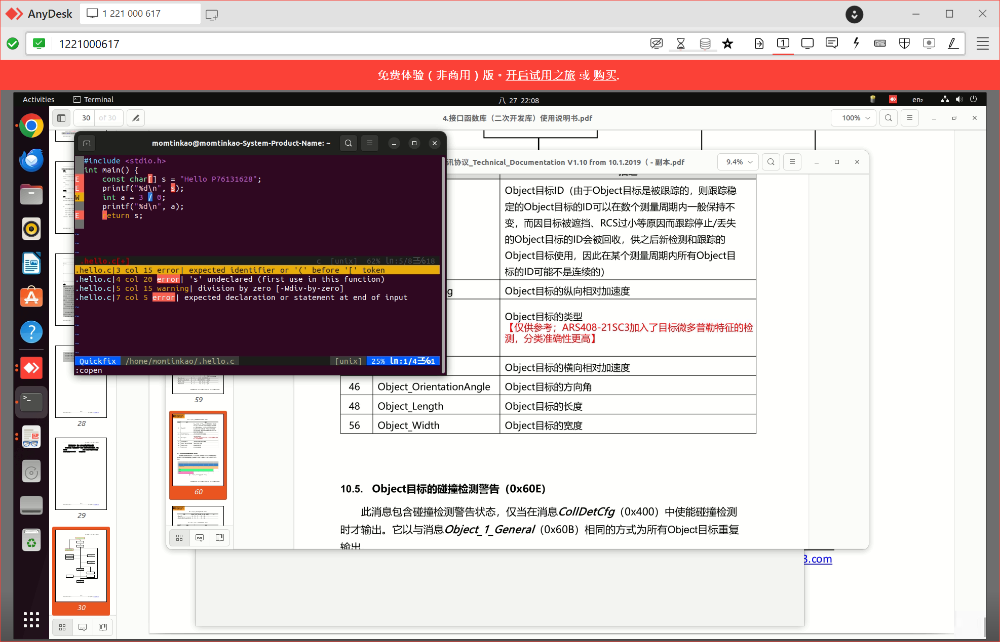 AnyDesk
1 221 000 617
1221000617
免费体验（非商用）版。开启试用之旅 或 购买.
Activities
Terminal
八 27 22:08
en₂
30 of 30
4.接口函数库（二次开发库）使用说明书.pdf
100%
momtinkao@momtinkao-System-Product-Name: ~
#include <stdio.h>
int main() {
E const char[] s = "Hello P76131628";
E printf("%d\n", s);
W int a = 3 / 0;
printf("%d\n", a);
E return s;
~
~
~
.hello.c[+] c [unix] 62% ln:5/8
.hello.c|3 col 15 error| expected identifier or '(' before '[' token
.hello.c|4 col 20 error| 's' undeclared (first use in this function)
.hello.c|5 col 15 warning| division by zero [-Wdiv-by-zero]
.hello.c|7 col 5 error| expected declaration or statement at end of input
~
~
~
~
~
~
Quickfix /home/momtinkao/.hello.c [unix] 25% ln:1/4
:copen
讯协议_Technical_Documentation V1.10 from 10.1.2019（ - 副本.pdf
9.4%
Object目标ID（由于Object目标是被跟踪的，则跟踪稳
定的Object目标的ID可以在数个测量周期内一般保持不
变，而因目标被遮挡、RCS过小等原因而跟踪停止/丢失
的Object目标的ID会被回收，供之后新检测和跟踪的
Object目标使用，因此在某个测量周期内所有Object目
标的ID可能不是连续的）
g Object目标的纵向相对加速度
Object目标的类型
【仅供参考；ARS408-21SC3加入了目标微多普勒特征的检
测，分类准确性更高】
Object目标的横向相对加速度
46 Object_OrientationAngle Object目标的方向角
48 Object_Length Object目标的长度
56 Object_Width Object目标的宽度
10.5. Object目标的碰撞检测警告（0x60E）
此消息包含碰撞检测警告状态，仅当在消息CollDetCfg（0x400）中使能碰撞检测
时才输出。它以与消息Object_1_General（0x60B）相同的方式为所有Object目标重复
输出
3.com
59
60
28
29
30